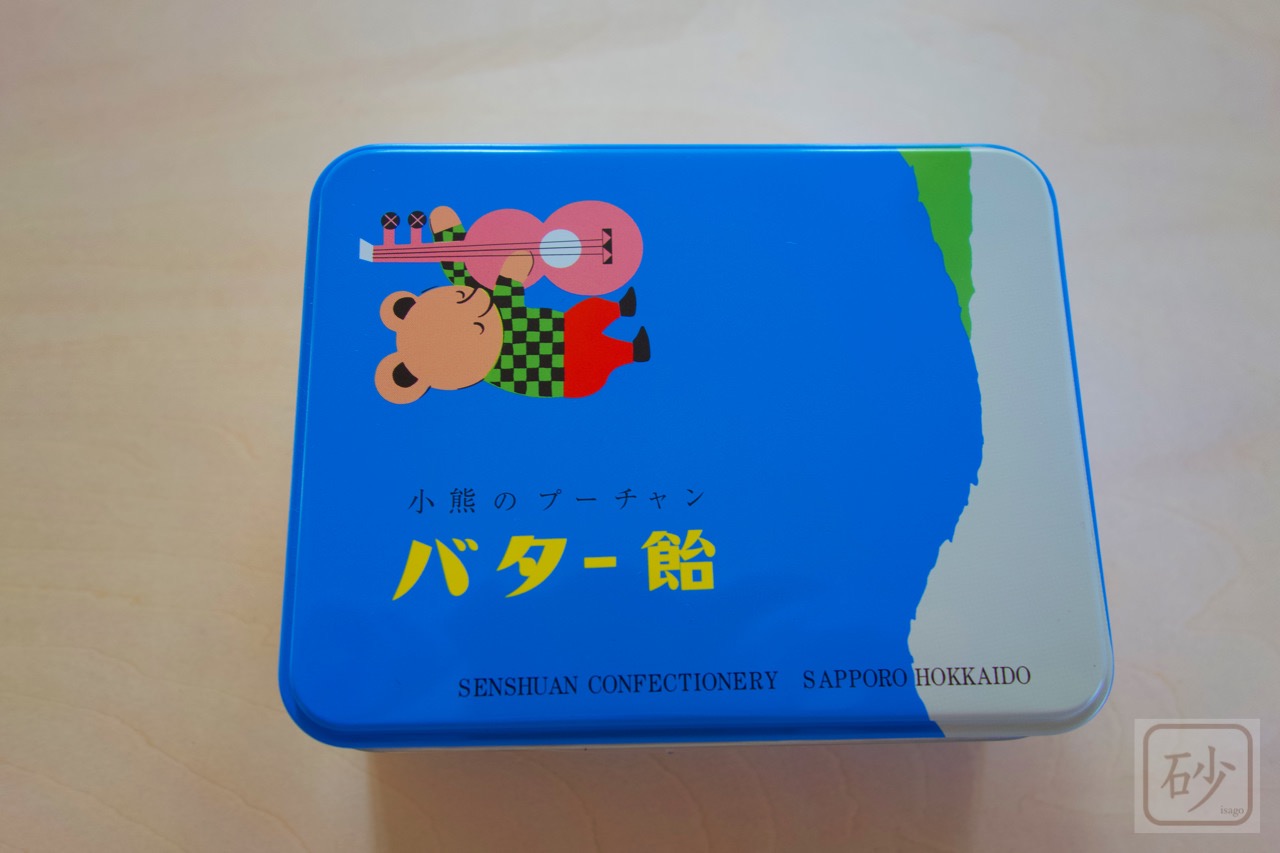 小熊のプーチャン
バター飴
SENSHUAN CONFECTIONERY SAPPORO HOKKAIDO
砂
isago